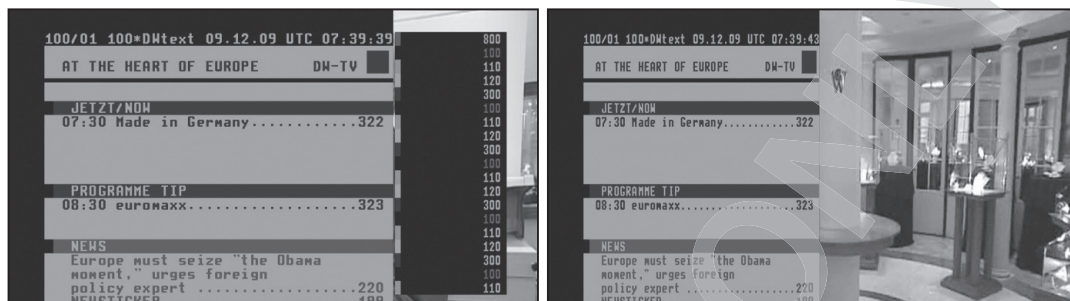 100/01 100*DWtext 09.12.09 UTC 07:39:39
AT THE HEART OF EUROPE DW-TV
JETZT/NOW
07:30 Made in Germany............322
PROGRAMME TIP
08:30 euromaxx..................323
NEWS
Europe must seize "the Obama
moment," urges foreign
policy expert ..............220
NEWSTICKER 180
800
100
110
120
300
100
110
120
300
100
110
120
300
100
110
120
300
100
110
100/01 100*DWtext 09.12.09 UTC 07:39:43
AT THE HEART OF EUROPE DW-TV
JETZT/NOW
07:30 Made in Germany............322
PROGRAMME TIP
08:30 euromaxx..................323
NEWS
Europe must seize "the Obama
moment," urges foreign
policy expert ..............220
NEWSTICKER
W
ONLY